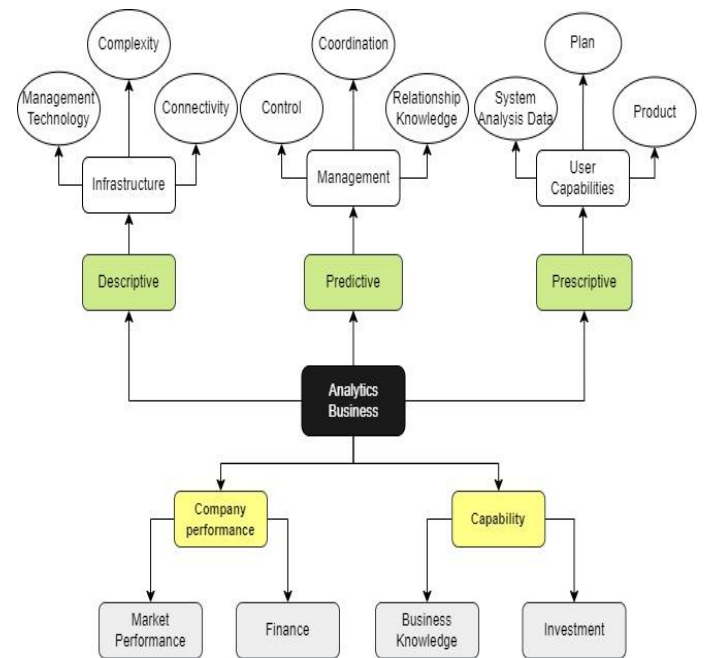 Complexity
Coordination
Plan
Management
Technology
Connectivity
Control
Relationship
Knowledge
System
Analysis Data
Product
Infrastructure
Management
User
Capabilities
Descriptive
Predictive
Prescriptive
Analytics
Business
Company
performance
Capability
Market
Performance
Finance
Business
Knowledge
Investment